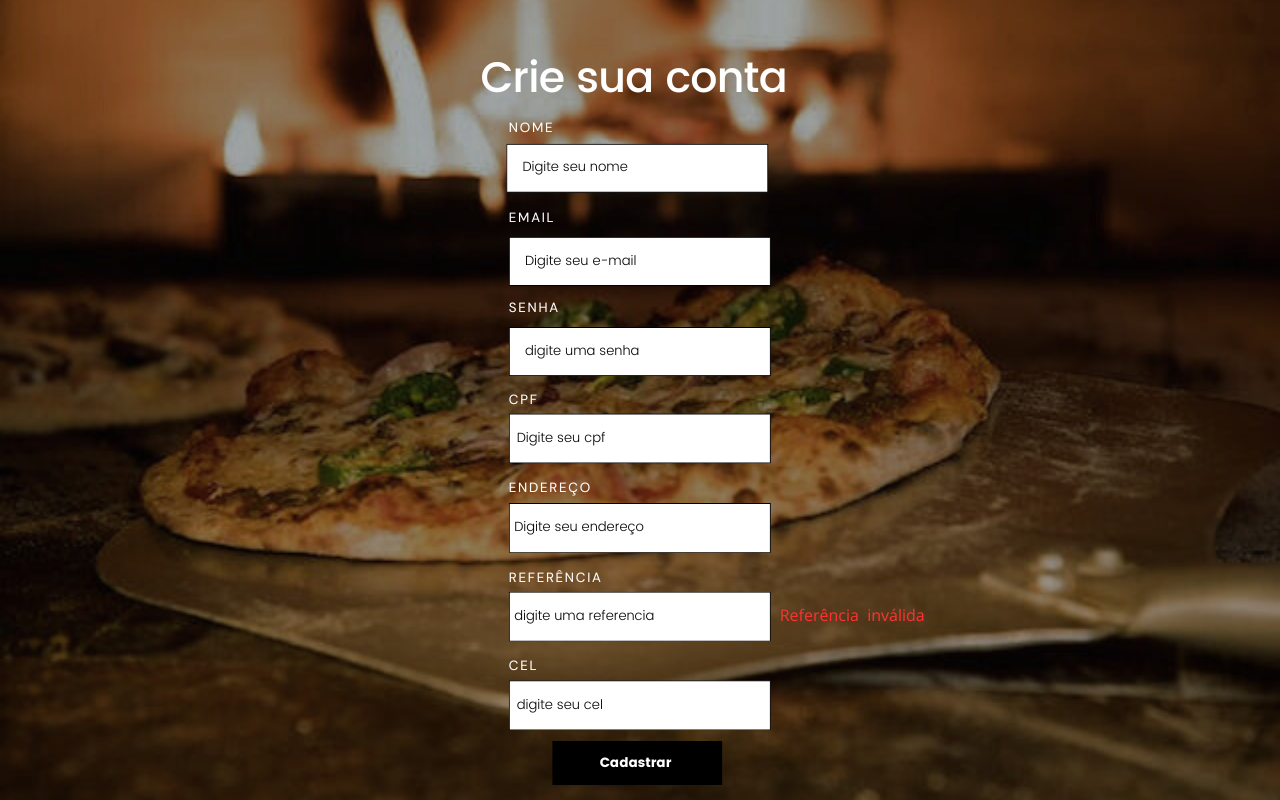 Crie sua conta
NOME
Digite seu nome
EMAIL
Digite seu e-mail
SENHA
digite uma senha
CPF
Digite seu cpf
ENDEREÇO
Digite seu endereço
REFERÊNCIA
digite uma referencia
Referência inválida
CEL
digite seu cel
Cadastrar